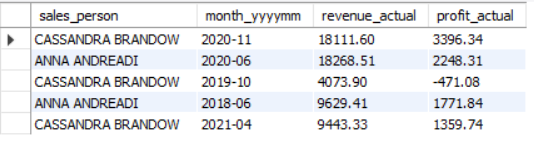 sales_person month_yyyymm revenue_actual profit_actual
CASSANDRA BRANDOW 2020-11 18111.60 3396.34
ANNA ANDREADI 2020-06 18268.51 2248.31
CASSANDRA BRANDOW 2019-10 4073.90 -471.08
ANNA ANDREADI 2018-06 9629.41 1771.84
CASSANDRA BRANDOW 2021-04 9443.33 1359.74